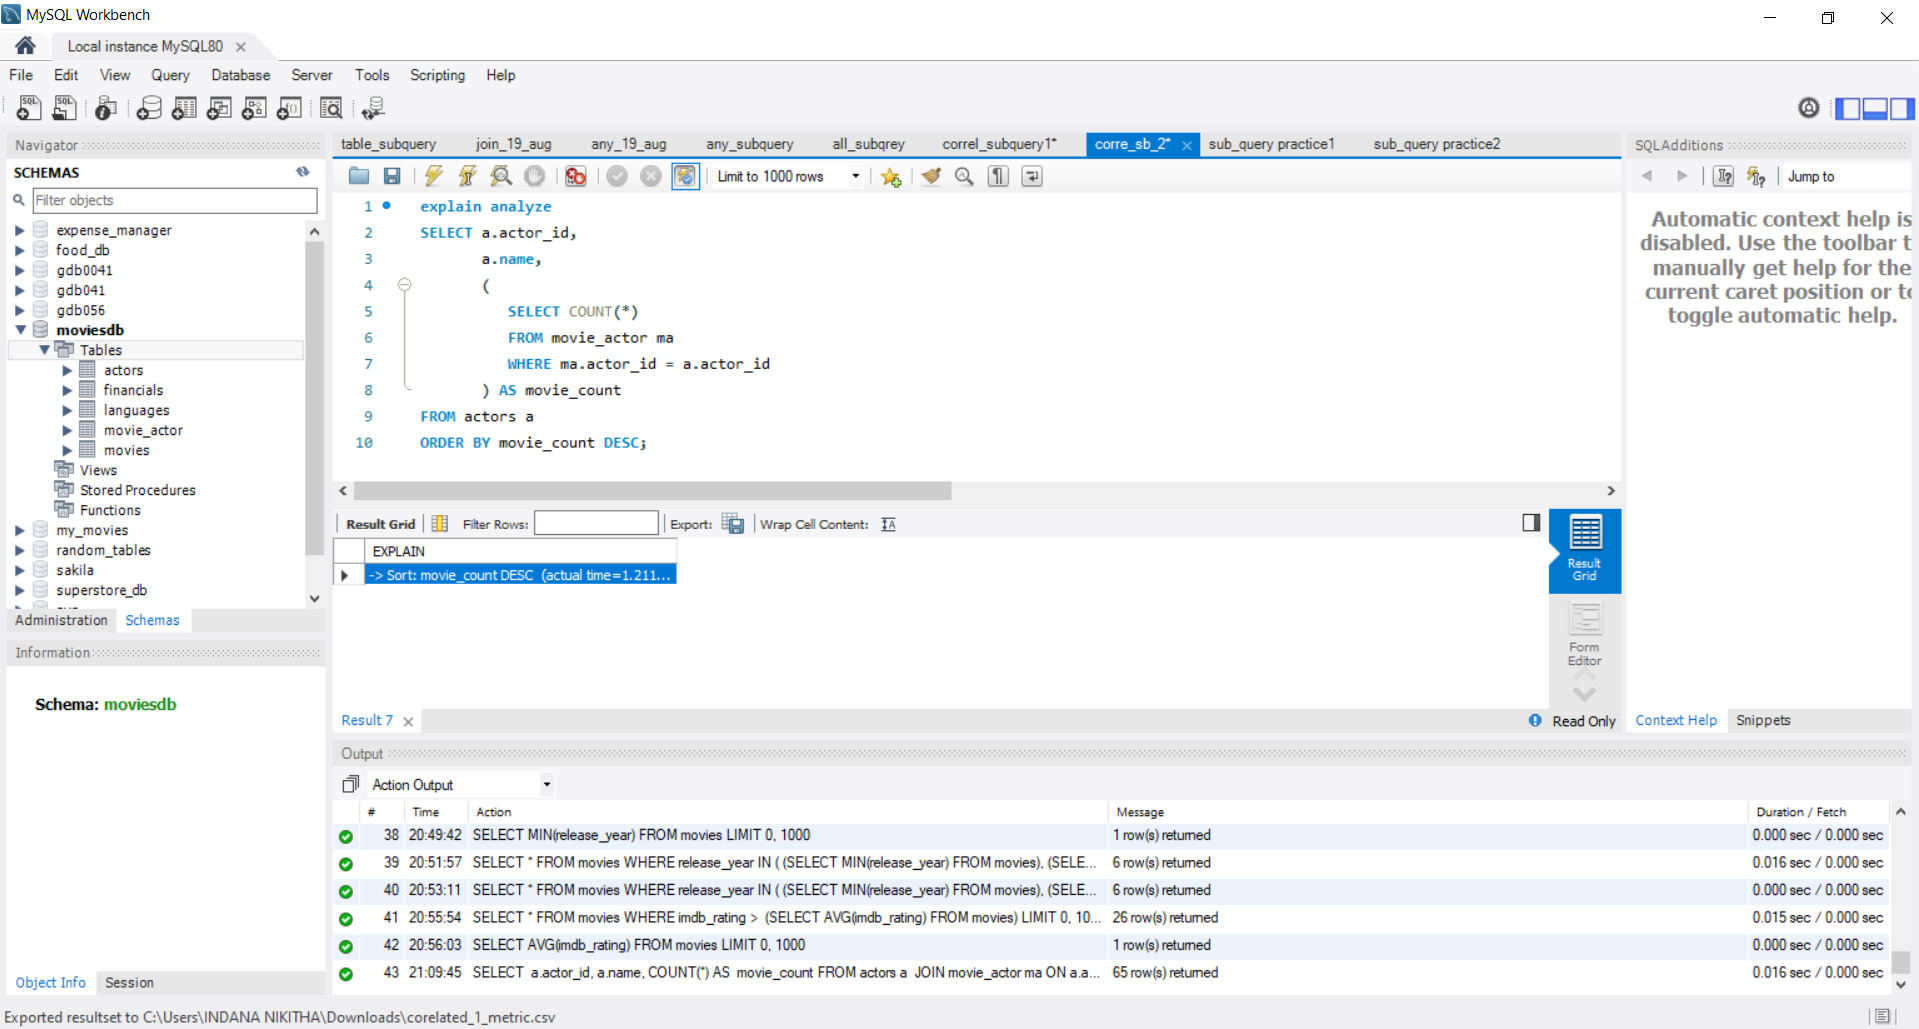 MySQL Workbench
Local instance MySQL80
File Edit View Query Database Server Tools Scripting Help
Navigator
SCHEMAS
Filter objects
expense_manager
food_db
gdb0041
gdb041
gdb056
moviesdb
Tables
actors
financials
languages
movie_actor
movies
Views
Stored Procedures
Functions
my_movies
random_tables
sakila
superstore_db
Administration Schemas
Information
Schema: moviesdb
Object Info Session
table_subquery join_19_aug any_19_aug any_subquery all_subqrey correl_subquery1* corre_sb_2* sub_query practice1 sub_query practice2
Limit to 1000 rows
1 explain analyze
2 SELECT a.actor_id,
3 a.name,
4 (
5 SELECT COUNT(*)
6 FROM movie_actor ma
7 WHERE ma.actor_id = a.actor_id
8 ) AS movie_count
9 FROM actors a
10 ORDER BY movie_count DESC;
Result Grid Filter Rows: Export: Wrap Cell Content:
EXPLAIN
-> Sort: movie_count DESC (actual time=1.211...
Result Grid
Form Editor
Result 7
Read Only
SQLAdditions
Jump to
Automatic context help is
disabled. Use the toolbar t
manually get help for the
current caret position or to
toggle automatic help.
Context Help Snippets
Output
Action Output
# Time Action Message Duration / Fetch
38 20:49:42 SELECT MIN(release_year) FROM movies LIMIT 0, 1000 1 row(s) returned 0.000 sec / 0.000 sec
39 20:51:57 SELECT * FROM movies WHERE release_year IN ( (SELECT MIN(release_year) FROM movies), (SELE... 6 row(s) returned 0.016 sec / 0.000 sec
40 20:53:11 SELECT * FROM movies WHERE release_year IN ( (SELECT MIN(release_year) FROM movies), (SELE... 6 row(s) returned 0.000 sec / 0.000 sec
41 20:55:54 SELECT * FROM movies WHERE imdb_rating > (SELECT AVG(imdb_rating) FROM movies) LIMIT 0, 10... 26 row(s) returned 0.015 sec / 0.000 sec
42 20:56:03 SELECT AVG(imdb_rating) FROM movies LIMIT 0, 1000 1 row(s) returned 0.000 sec / 0.000 sec
43 21:09:45 SELECT a.actor_id, a.name, COUNT(*) AS movie_count FROM actors a JOIN movie_actor ma ON a.a... 65 row(s) returned 0.016 sec / 0.000 sec
Exported resultset to C:\Users\INDANA NIKITHA\Downloads\corelated_1_metric.csv